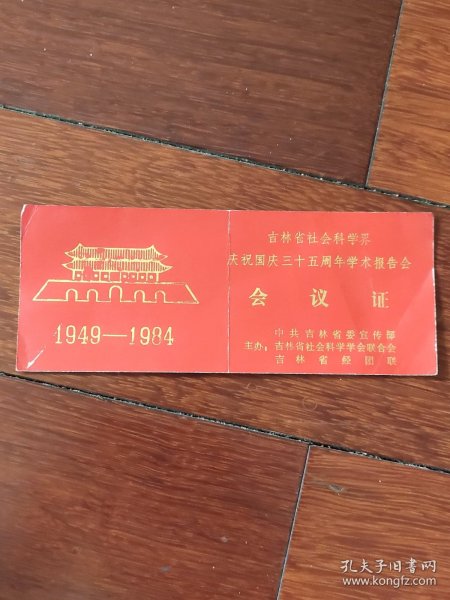 1949—1984
吉林省社会科学界
庆祝国庆三十五周年学术报告会
会议证
中共吉林省委宣传部
主办：吉林省社会科学学会联合会
吉林省经团联
孔夫子旧书网
www.kongfz.com